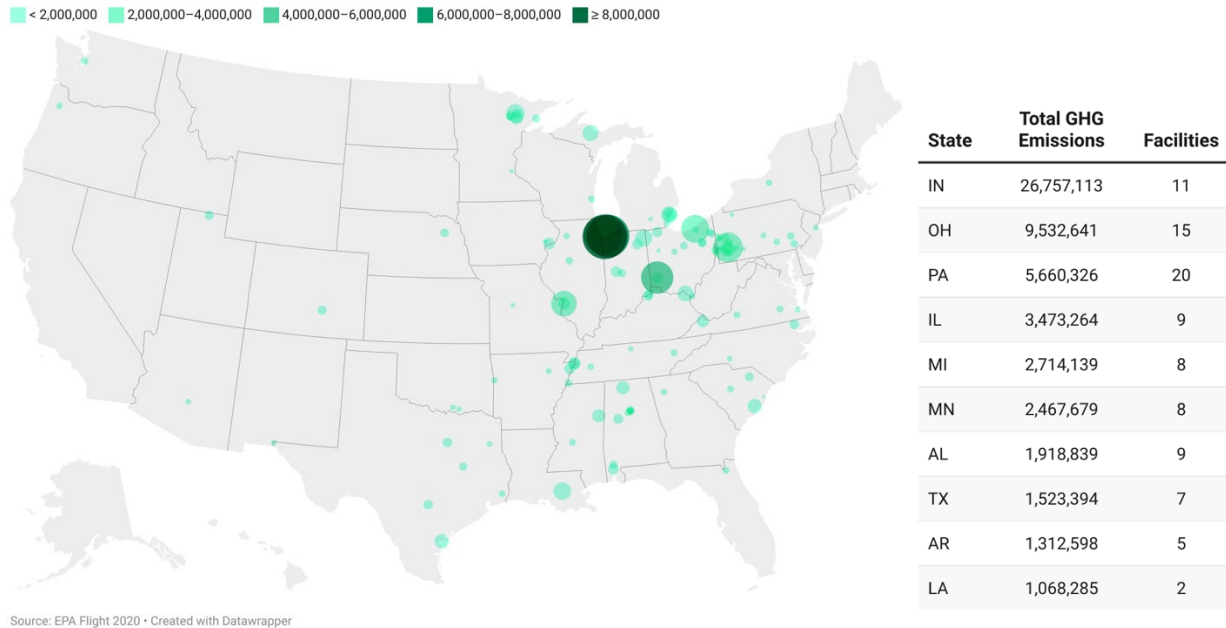 < 2,000,000 2,000,000–4,000,000 4,000,000–6,000,000 6,000,000–8,000,000 ≥ 8,000,000
State Total GHG Emissions Facilities
IN 26,757,113 11
OH 9,532,641 15
PA 5,660,326 20
IL 3,473,264 9
MI 2,714,139 8
MN 2,467,679 8
AL 1,918,839 9
TX 1,523,394 7
AR 1,312,598 5
LA 1,068,285 2
Source: EPA Flight 2020 • Created with Datawrapper